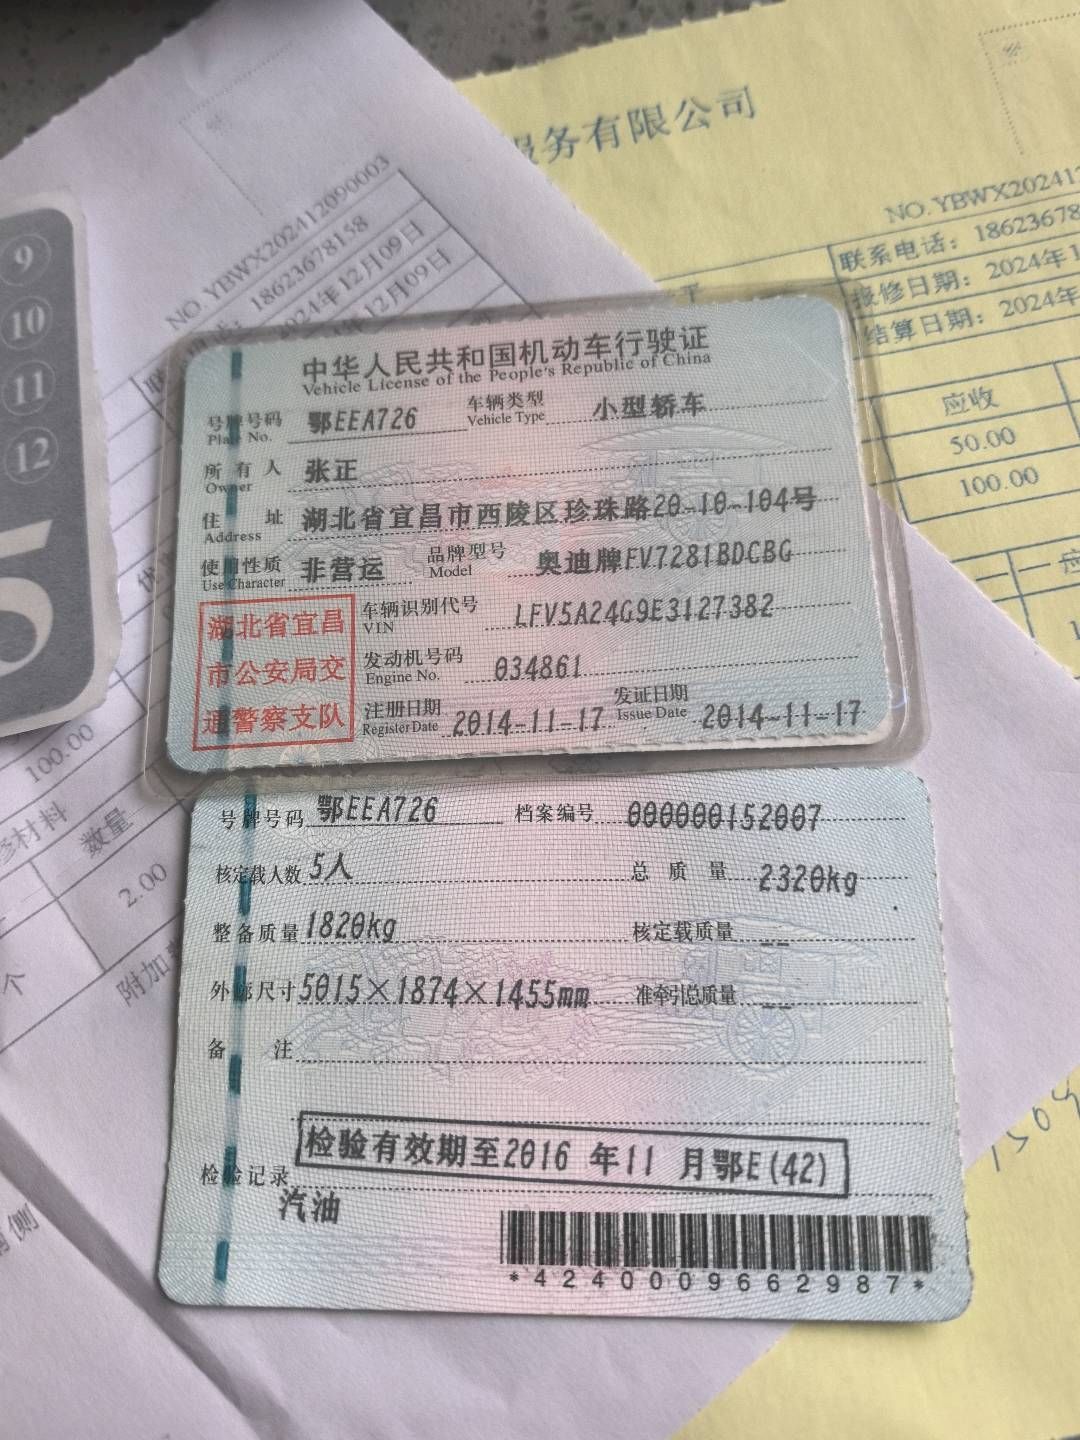 服务有限公司
NO.YBWX202412090003
18623678158
2024年12月09日
12月09日
NO.YBWX202412
联系电话：18623678
接修日期：2024年1
结算日期：2024年
应收
50.00
100.00
一应
9
10
11
12
5
中华人民共和国机动车行驶证
Vehicle License of the People's Republic of China
号牌号码 鄂EEA726 车辆类型 小型轿车
Plate No. Vehicle Type
所有人 张正
Owner
住址 湖北省宜昌市西陵区珍珠路20-10-104号
Address
使用性质 非营运 品牌型号 奥迪牌FV7281BDCBG
Use Character Model
湖北省宜昌
市公安局交
通警察支队
车辆识别代号 LFV5A24G9E3127382
VIN
发动机号码 034861
Engine No.
注册日期 2014-11-17 发证日期 2014-11-17
Register Date Issue Date
100.00
修材料
数量
2.00
个
附加
号牌号码 鄂EEA726 档案编号 000000152007
核定载人数 5人 总质量 2320kg
整备质量 1820kg 核定载质量 --
外廓尺寸 5015×1874×1455mm 准牵引总质量 --
备注
检验有效期至2016 年11 月鄂E(42)
检验记录
汽油
*4240009662987*
侧